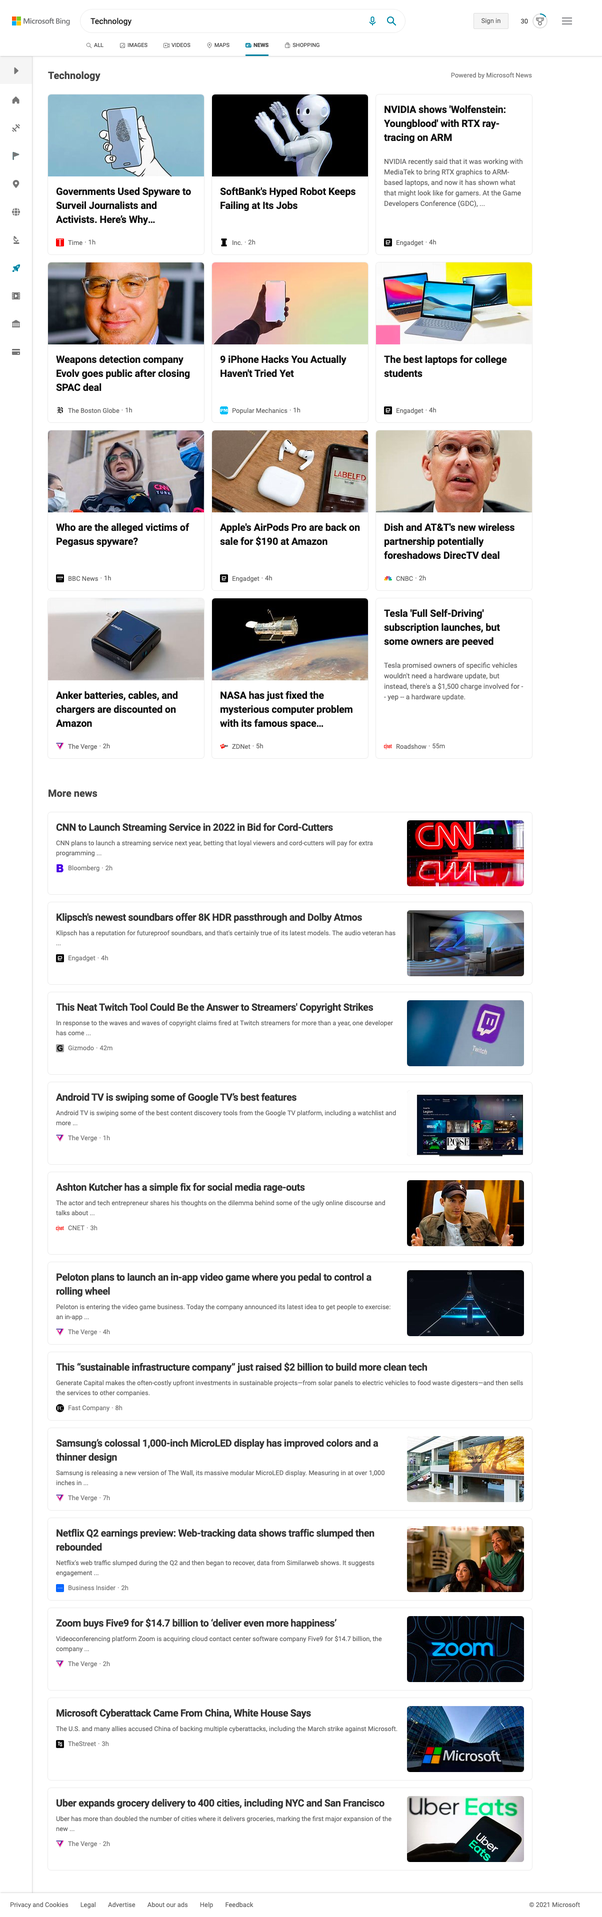 Microsoft Bing
Technology
Sign in
30
ALL
IMAGES
VIDEOS
MAPS
NEWS
SHOPPING
Technology
Powered by Microsoft News
Governments Used Spyware to
Surveil Journalists and
Activists. Here's Why...
Time · 1h
SoftBank's Hyped Robot Keeps
Failing at Its Jobs
Inc. · 2h
NVIDIA shows 'Wolfenstein:
Youngblood' with RTX ray-
tracing on ARM
NVIDIA recently said that it was working with
MediaTek to bring RTX graphics to ARM-
based laptops, and now it has shown what
that might look like for gamers. At the Game
Developers Conference (GDC), ...
Engadget · 4h
Weapons detection company
Evolv goes public after closing
SPAC deal
The Boston Globe · 1h
9 iPhone Hacks You Actually
Haven't Tried Yet
Popular Mechanics · 1h
The best laptops for college
students
Engadget · 4h
Who are the alleged victims of
Pegasus spyware?
BBC News · 1h
LABELED
Apple's AirPods Pro are back on
sale for $190 at Amazon
Engadget · 4h
Dish and AT&T's new wireless
partnership potentially
foreshadows DirecTV deal
CNBC · 2h
Anker batteries, cables, and
chargers are discounted on
Amazon
The Verge · 2h
NASA has just fixed the
mysterious computer problem
with its famous space...
ZDNet · 5h
Tesla 'Full Self-Driving'
subscription launches, but
some owners are peeved
Tesla promised owners of specific vehicles
wouldn't need a hardware update, but
instead, there's a $1,500 charge involved for -
- yep -- a hardware update.
Roadshow · 55m
More news
CNN to Launch Streaming Service in 2022 in Bid for Cord-Cutters
CNN plans to launch a streaming service next year, betting that loyal viewers and cord-cutters will pay for extra
programming ...
Bloomberg · 2h
CNN
Klipsch's newest soundbars offer 8K HDR passthrough and Dolby Atmos
Klipsch has a reputation for futureproof soundbars, and that's certainly true of its latest models. The audio veteran has
...
Engadget · 4h
This Neat Twitch Tool Could Be the Answer to Streamers' Copyright Strikes
In response to the waves and waves of copyright claims fired at Twitch streamers for more than a year, one developer
has come ...
Gizmodo · 42m
Twitch
Android TV is swiping some of Google TV's best features
Android TV is swiping some of the best content discovery tools from the Google TV platform, including a watchlist and
more ...
The Verge · 1h
Ashton Kutcher has a simple fix for social media rage-outs
The actor and tech entrepreneur shares his thoughts on the dilemma behind some of the ugly online discourse and
talks about ...
CNET · 3h
Peloton plans to launch an in-app video game where you pedal to control a
rolling wheel
Peloton is entering the video game business. Today the company announced its latest idea to get people to exercise:
an in-app ...
The Verge · 4h
This "sustainable infrastructure company" just raised $2 billion to build more clean tech
Generate Capital makes the often-costly upfront investments in sustainable projects—from solar panels to electric vehicles to food waste digesters—and then sells
the services to other companies.
Fast Company · 8h
Samsung's colossal 1,000-inch MicroLED display has improved colors and a
thinner design
Samsung is releasing a new version of The Wall, its massive modular MicroLED display. Measuring in at over 1,000
inches in ...
The Verge · 7h
Netflix Q2 earnings preview: Web-tracking data shows traffic slumped then
rebounded
Netflix's web traffic slumped during the Q2 and then began to recover, data from Similarweb shows. It suggests
engagement ...
Business Insider · 2h
Zoom buys Five9 for $14.7 billion to 'deliver even more happiness'
Videoconferencing platform Zoom is acquiring cloud contact center software company Five9 for $14.7 billion, the
company ...
The Verge · 2h
zoom
Microsoft Cyberattack Came From China, White House Says
The U.S. and many allies accused China of backing multiple cyberattacks, including the March strike against Microsoft.
TheStreet · 3h
Microsoft
Uber expands grocery delivery to 400 cities, including NYC and San Francisco
Uber has more than doubled the number of cities where it delivers groceries, marking the first major expansion of the
new ...
The Verge · 2h
Uber Eats
Uber
Eats
Privacy and Cookies
Legal
Advertise
About our ads
Help
Feedback
© 2021 Microsoft